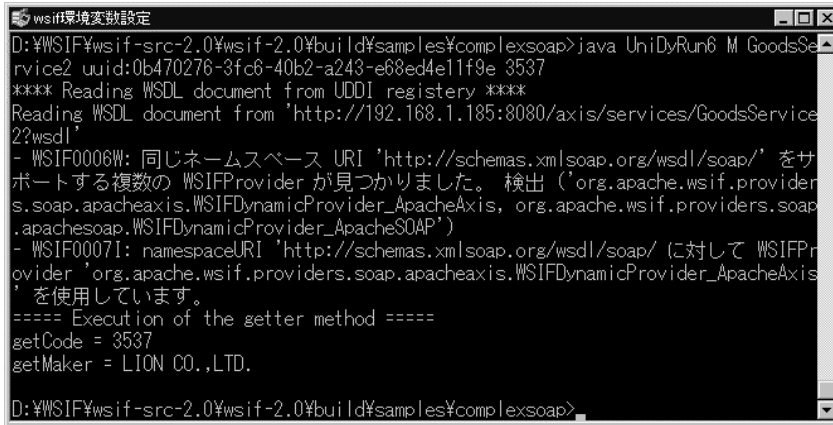 wsif環境変数設定
D:¥WSIF¥wsif-src-2.0¥wsif-2.0¥build¥samples¥complexsoap>java UniDyRun6 M GoodsSe
rvice2 uuid:0b470276-3fc6-40b2-a243-e68ed4e11f9e 3537
**** Reading WSDL document from UDDI registery ****
Reading WSDL document from 'http://192.168.1.185:8080/axis/services/GoodsService
2?wsdl'
- WSIF0006W: 同じネームスペース URI 'http://schemas.xmlsoap.org/wsdl/soap/' をサ
ポートする複数の WSIFProvider が見つかりました。 検出 ('org.apache.wsif.provider
s.soap.apacheaxis.WSIFDynamicProvider_ApacheAxis, org.apache.wsif.providers.soap
.apachesoap.WSIFDynamicProvider_ApacheSOAP')
- WSIF0007I: namespaceURI 'http://schemas.xmlsoap.org/wsdl/soap/ に対して WSIFPr
ovider 'org.apache.wsif.providers.soap.apacheaxis.WSIFDynamicProvider_ApacheAxis
' を使用しています。
===== Execution of the getter method =====
getCode = 3537
getMaker = LION CO.,LTD.
D:¥WSIF¥wsif-src-2.0¥wsif-2.0¥build¥samples¥complexsoap>_